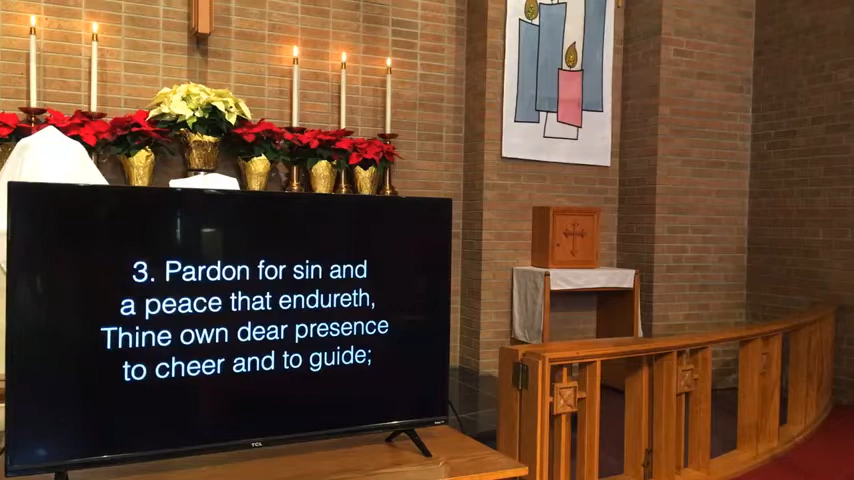 3. Pardon for sin and
a peace that endureth,
Thine own dear presence
to cheer and to guide;
TCL